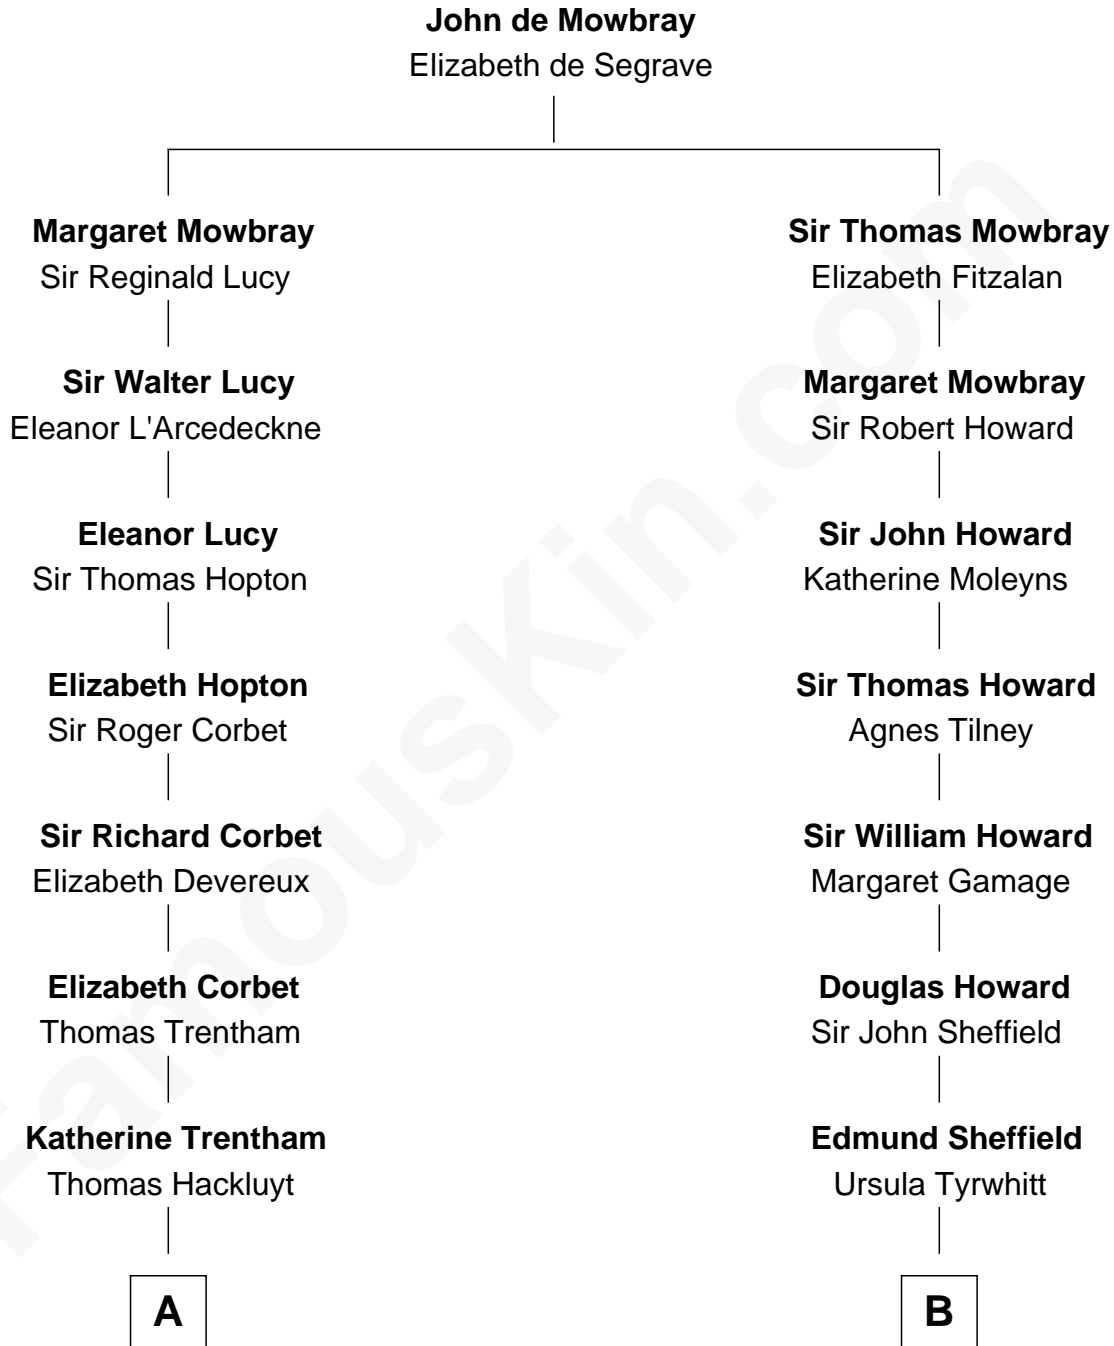 John de Mowbray
Elizabeth de Segrave
Margaret Mowbray
Sir Reginald Lucy
Sir Thomas Mowbray
Elizabeth Fitzalan
Sir Walter Lucy
Eleanor L'Arcedeckne
Margaret Mowbray
Sir Robert Howard
Eleanor Lucy
Sir Thomas Hopton
Sir John Howard
Katherine Moleyns
Elizabeth Hopton
Sir Roger Corbet
Sir Thomas Howard
Agnes Tilney
Sir Richard Corbet
Elizabeth Devereux
Sir William Howard
Margaret Gamage
Elizabeth Corbet
Thomas Trentham
Douglas Howard
Sir John Sheffield
Katherine Trentham
Thomas Hackluyt
Edmund Sheffield
Ursula Tyrwhitt
A
B
FamousKin.com